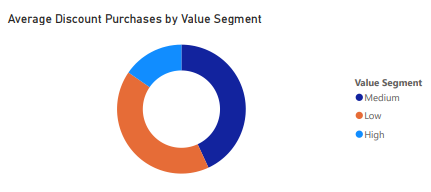 Average Discount Purchases by Value Segment
Value Segment
Medium
Low
High